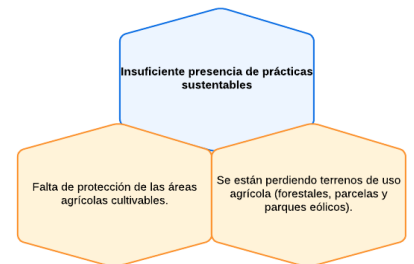 Insuficiente presencia de prácticas
sustentables
Falta de protección de las áreas
agrícolas cultivables.
Se están perdiendo terrenos de uso
agrícola (forestales, parcelas y
parques eólicos).